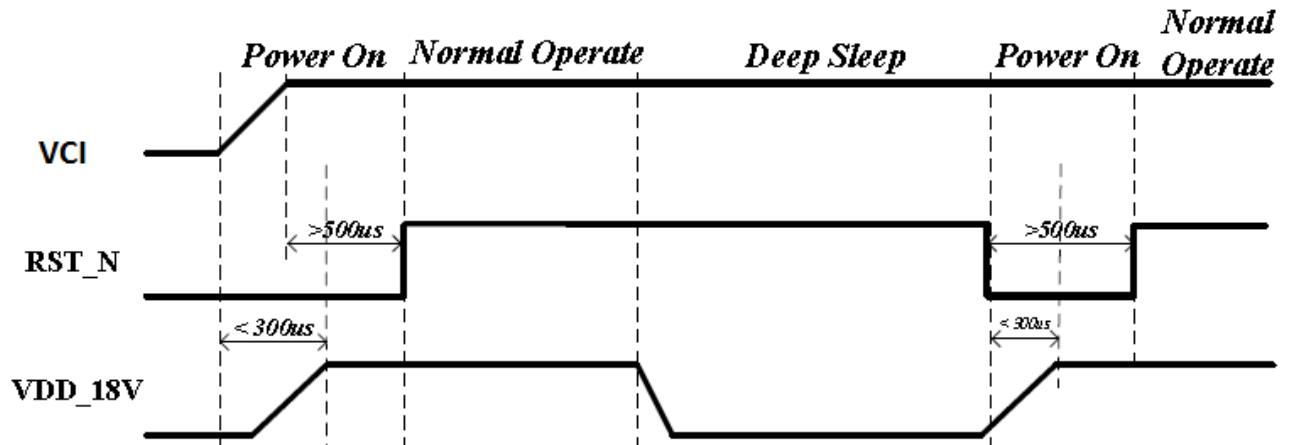 Power On Normal Operate Deep Sleep Power On Normal
Operate
VCI
>500us >500us
RST_N
< 300us < 300us
VDD_18V